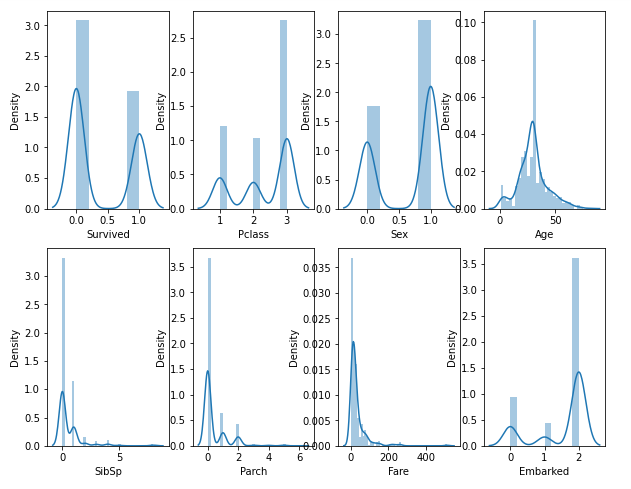 Density
3.0
2.5
2.0
1.5
1.0
0.5
0.0
0.0 0.5 1.0
Survived
Density
2.5
2.0
1.5
1.0
0.5
0.0
1 2 3
Pclass
Density
3.0
2.5
2.0
1.5
1.0
0.5
0.0
0.0 0.5 1.0
Sex
Density
0.10
0.08
0.06
0.04
0.02
0.00
0 50
Age
Density
3.0
2.5
2.0
1.5
1.0
0.5
0.0
0 5
SibSp
Density
3.5
3.0
2.5
2.0
1.5
1.0
0.5
0.0
0 2 4 6
Parch
Density
0.035
0.030
0.025
0.020
0.015
0.010
0.005
0.000
0 200 400
Fare
Density
3.5
3.0
2.5
2.0
1.5
1.0
0.5
0.0
0 1 2
Embarked